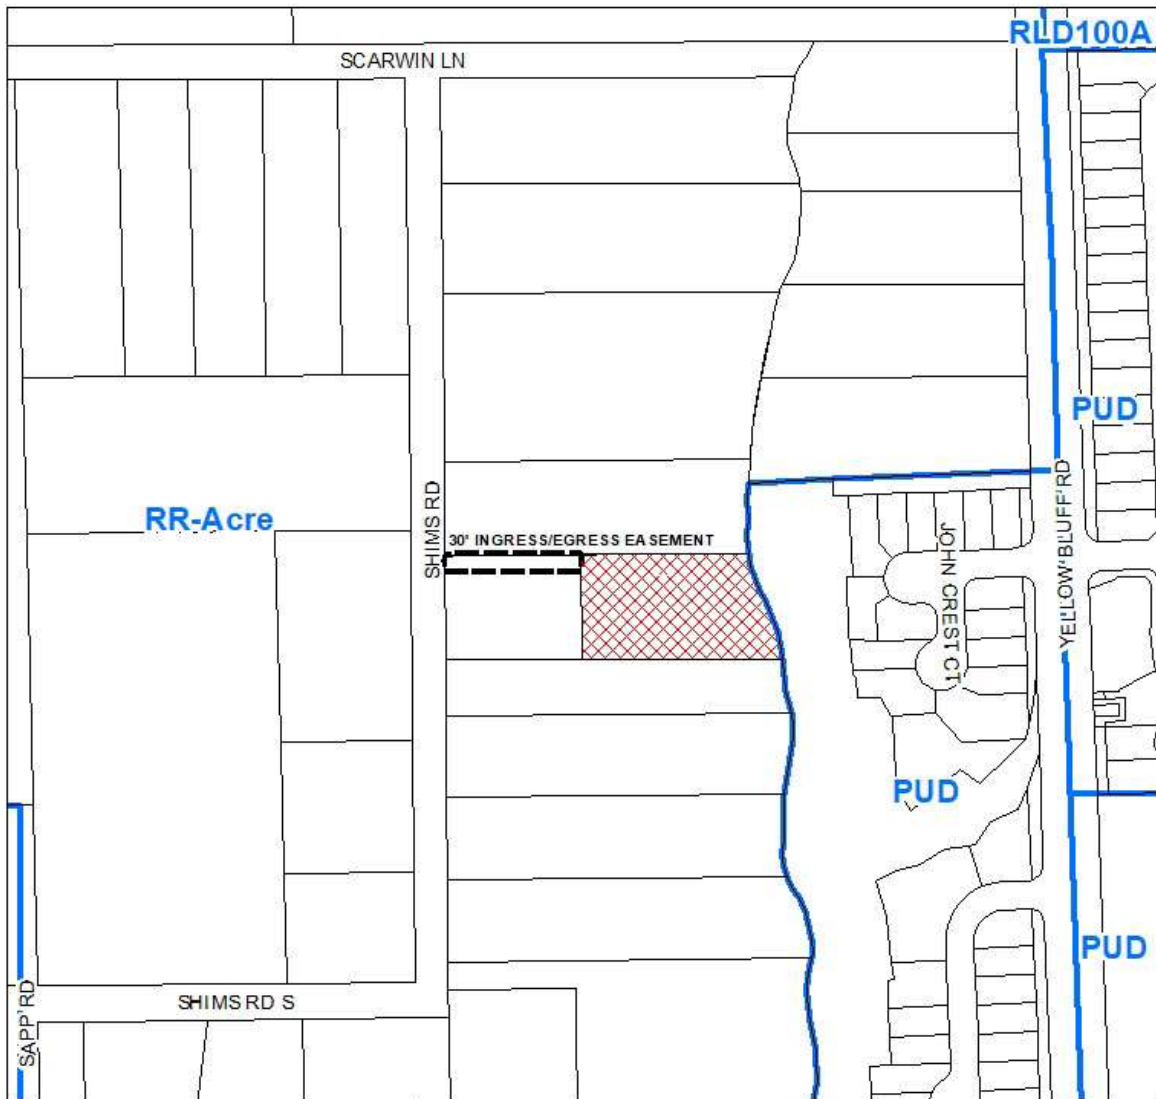 RLD100A
SCARWIN LN
PUD
SHIMS RD
RR-Acre
30' INGRESS/EGRESS EASEMENT
JOHN CREST CT
YELLOW BLUFF RD
PUD
PUD
SAPP RD
SHIMS RD S